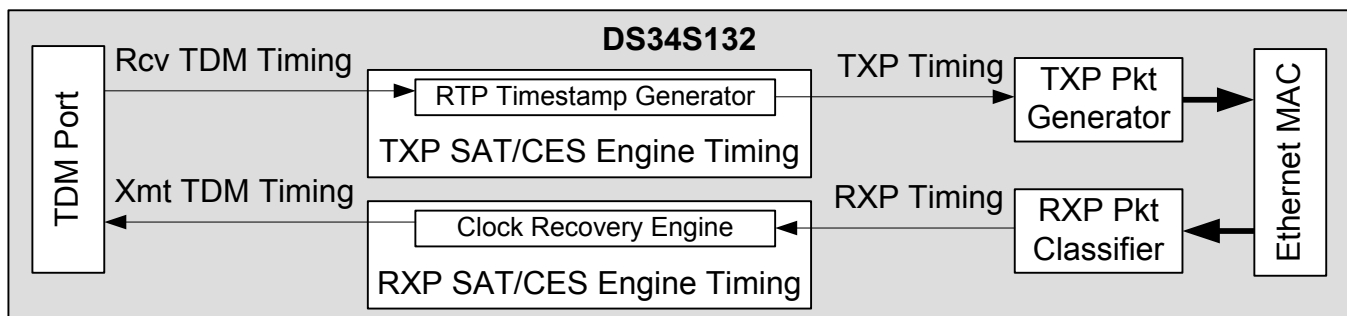 DS34S132
TDM Port
Rcv TDM Timing
RTP Timestamp Generator
TXP SAT/CES Engine Timing
TXP Timing
TXP Pkt
Generator
Ethernet MAC
Xmt TDM Timing
Clock Recovery Engine
RXP SAT/CES Engine Timing
RXP Timing
RXP Pkt
Classifier